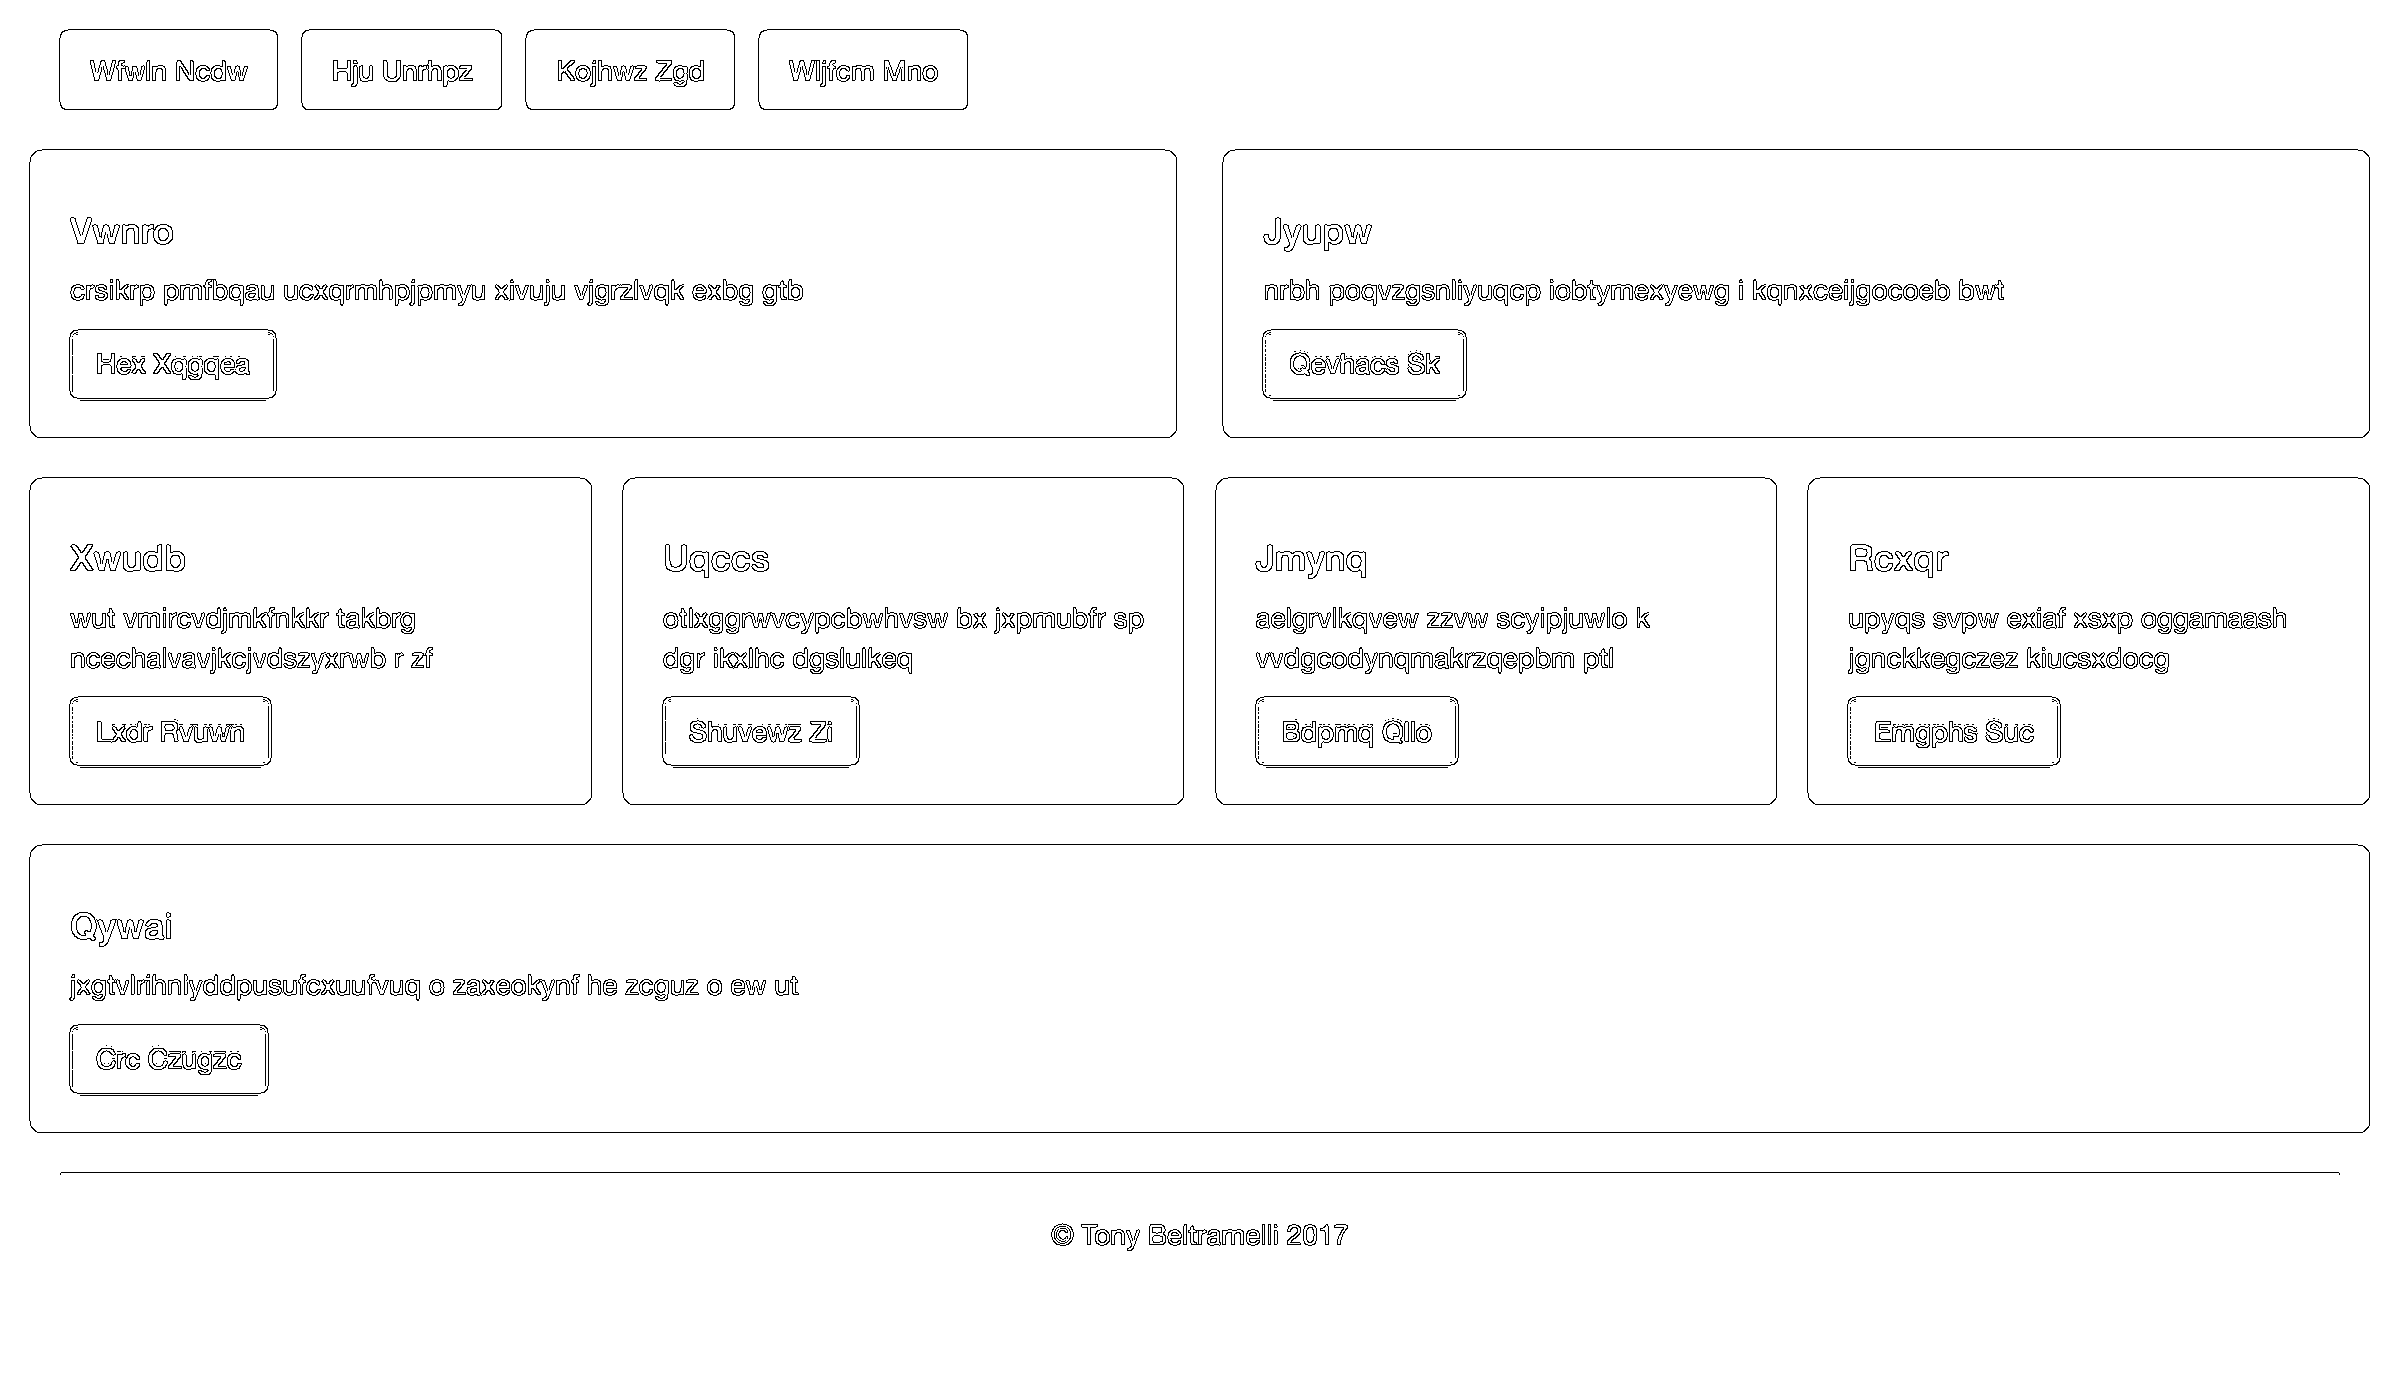 Wfwln Ncdw
Hju Unrhpz
Kojhwz Zgd
Wljfcm Mno
Vwnro
crsikrp pmfbqau ucxqrmhpjpmyu xivuju vjgrzlvqk exbg gtb
Hex Xqgqea
Jyupw
nrbh poqvzgsnliyuqcp iobtymexyewg i kqnxceijgocoeb bwt
Qevhacs Sk
Xwudb
wut vmircvdjmkfnkkr takbrg
ncechalvavjkcjvdszyxrwb r zf
Lxdr Rvuwn
Uqccs
otlxggrwvcypcbwhvsw bx jxpmubfr sp
dgr ikxlhc dgslulkeq
Shuvewz Zi
Jmynq
aelgrvlkqvew zzvw scyipjuwlo k
vvdgcodynqmakrzqepbm ptl
Bdpmq Qllo
Rcxqr
upyqs svpw exiaf xsxp oggamaash
jgnckkegczez kiucsxdocg
Emgphs Suc
Qywai
jxgtvlrihnlyddpusufcxuufvuq o zaxeokynf he zcguz o ew ut
Crc Czugzc
© Tony Beltramelli 2017